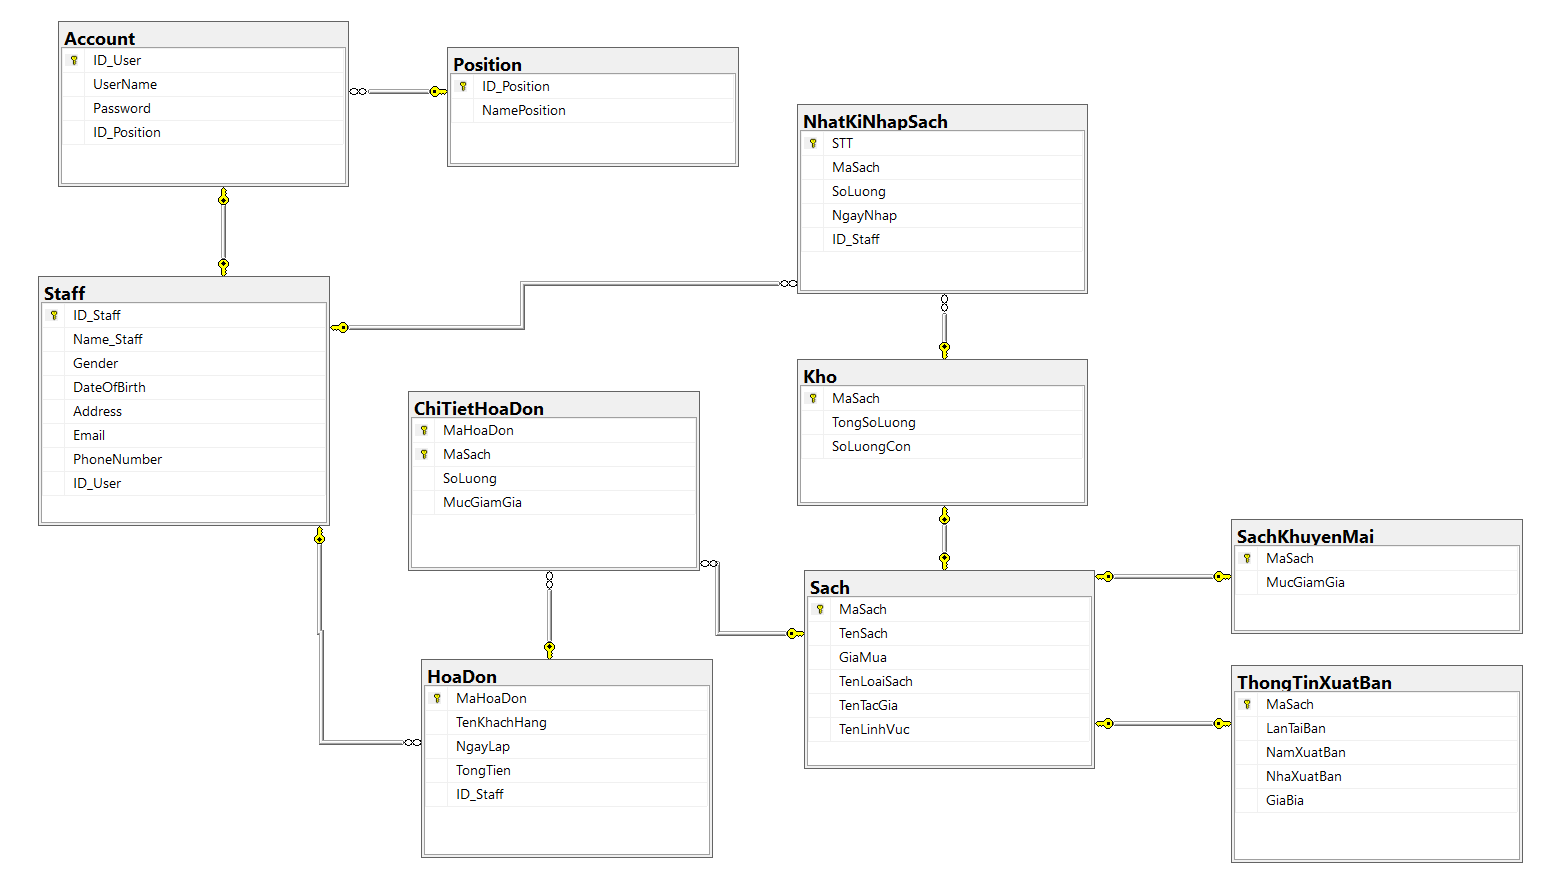 Account
ID_User
UserName
Password
ID_Position
Position
ID_Position
NamePosition
NhatKiNhapSach
STT
MaSach
SoLuong
NgayNhap
ID_Staff
Staff
ID_Staff
Name_Staff
Gender
DateOfBirth
Address
Email
PhoneNumber
ID_User
ChiTietHoaDon
MaHoaDon
MaSach
SoLuong
MucGiamGia
Kho
MaSach
TongSoLuong
SoLuongCon
HoaDon
MaHoaDon
TenKhachHang
NgayLap
TongTien
ID_Staff
Sach
MaSach
TenSach
GiaMua
TenLoaiSach
TenTacGia
TenLinhVuc
SachKhuyenMai
MaSach
MucGiamGia
ThongTinXuatBan
MaSach
LanTaiBan
NamXuatBan
NhaXuatBan
GiaBia